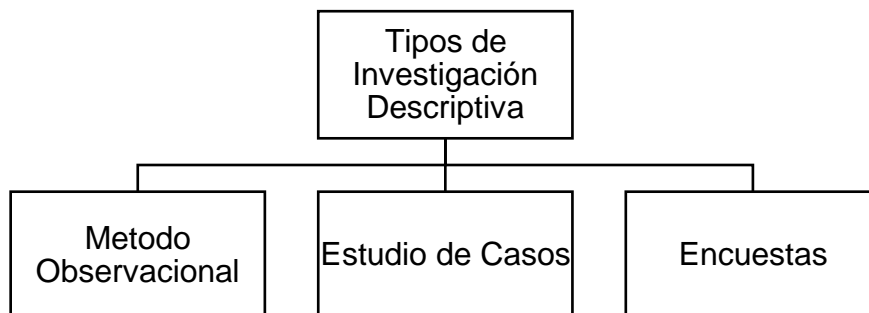 Tipos de
Investigación
Descriptiva
Metodo
Observacional
Estudio de Casos
Encuestas